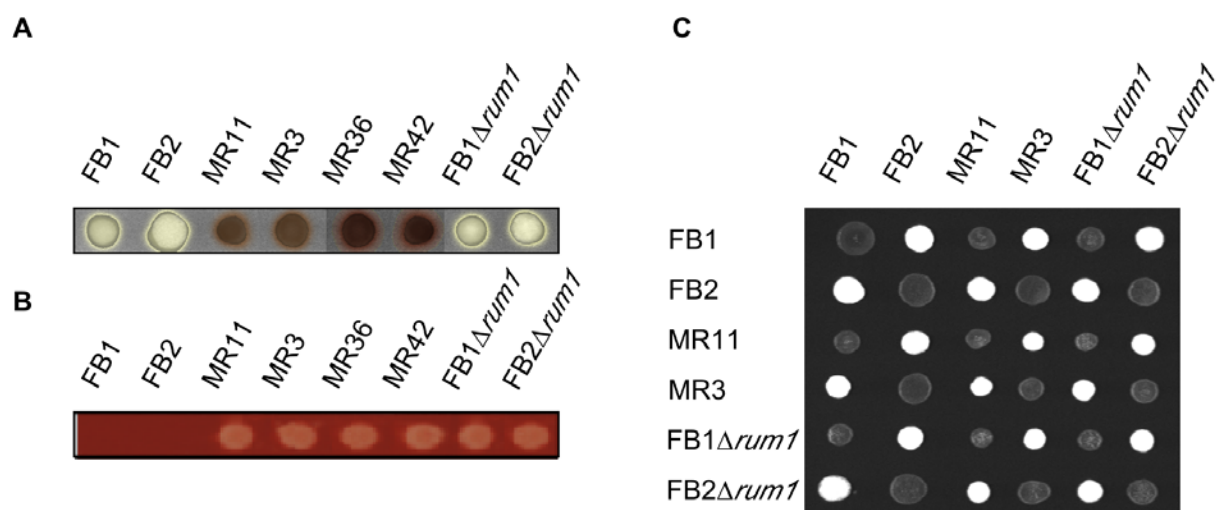 A
FB1 FB2 MR11 MR3 MR36 MR42 FB1Δrum1 FB2Δrum1
B
FB1 FB2 MR11 MR3 MR36 MR42 FB1Δrum1 FB2Δrum1
C
FB1 FB2 MR11 MR3 FB1Δrum1 FB2Δrum1
FB1
FB2
MR11
MR3
FB1Δrum1
FB2Δrum1